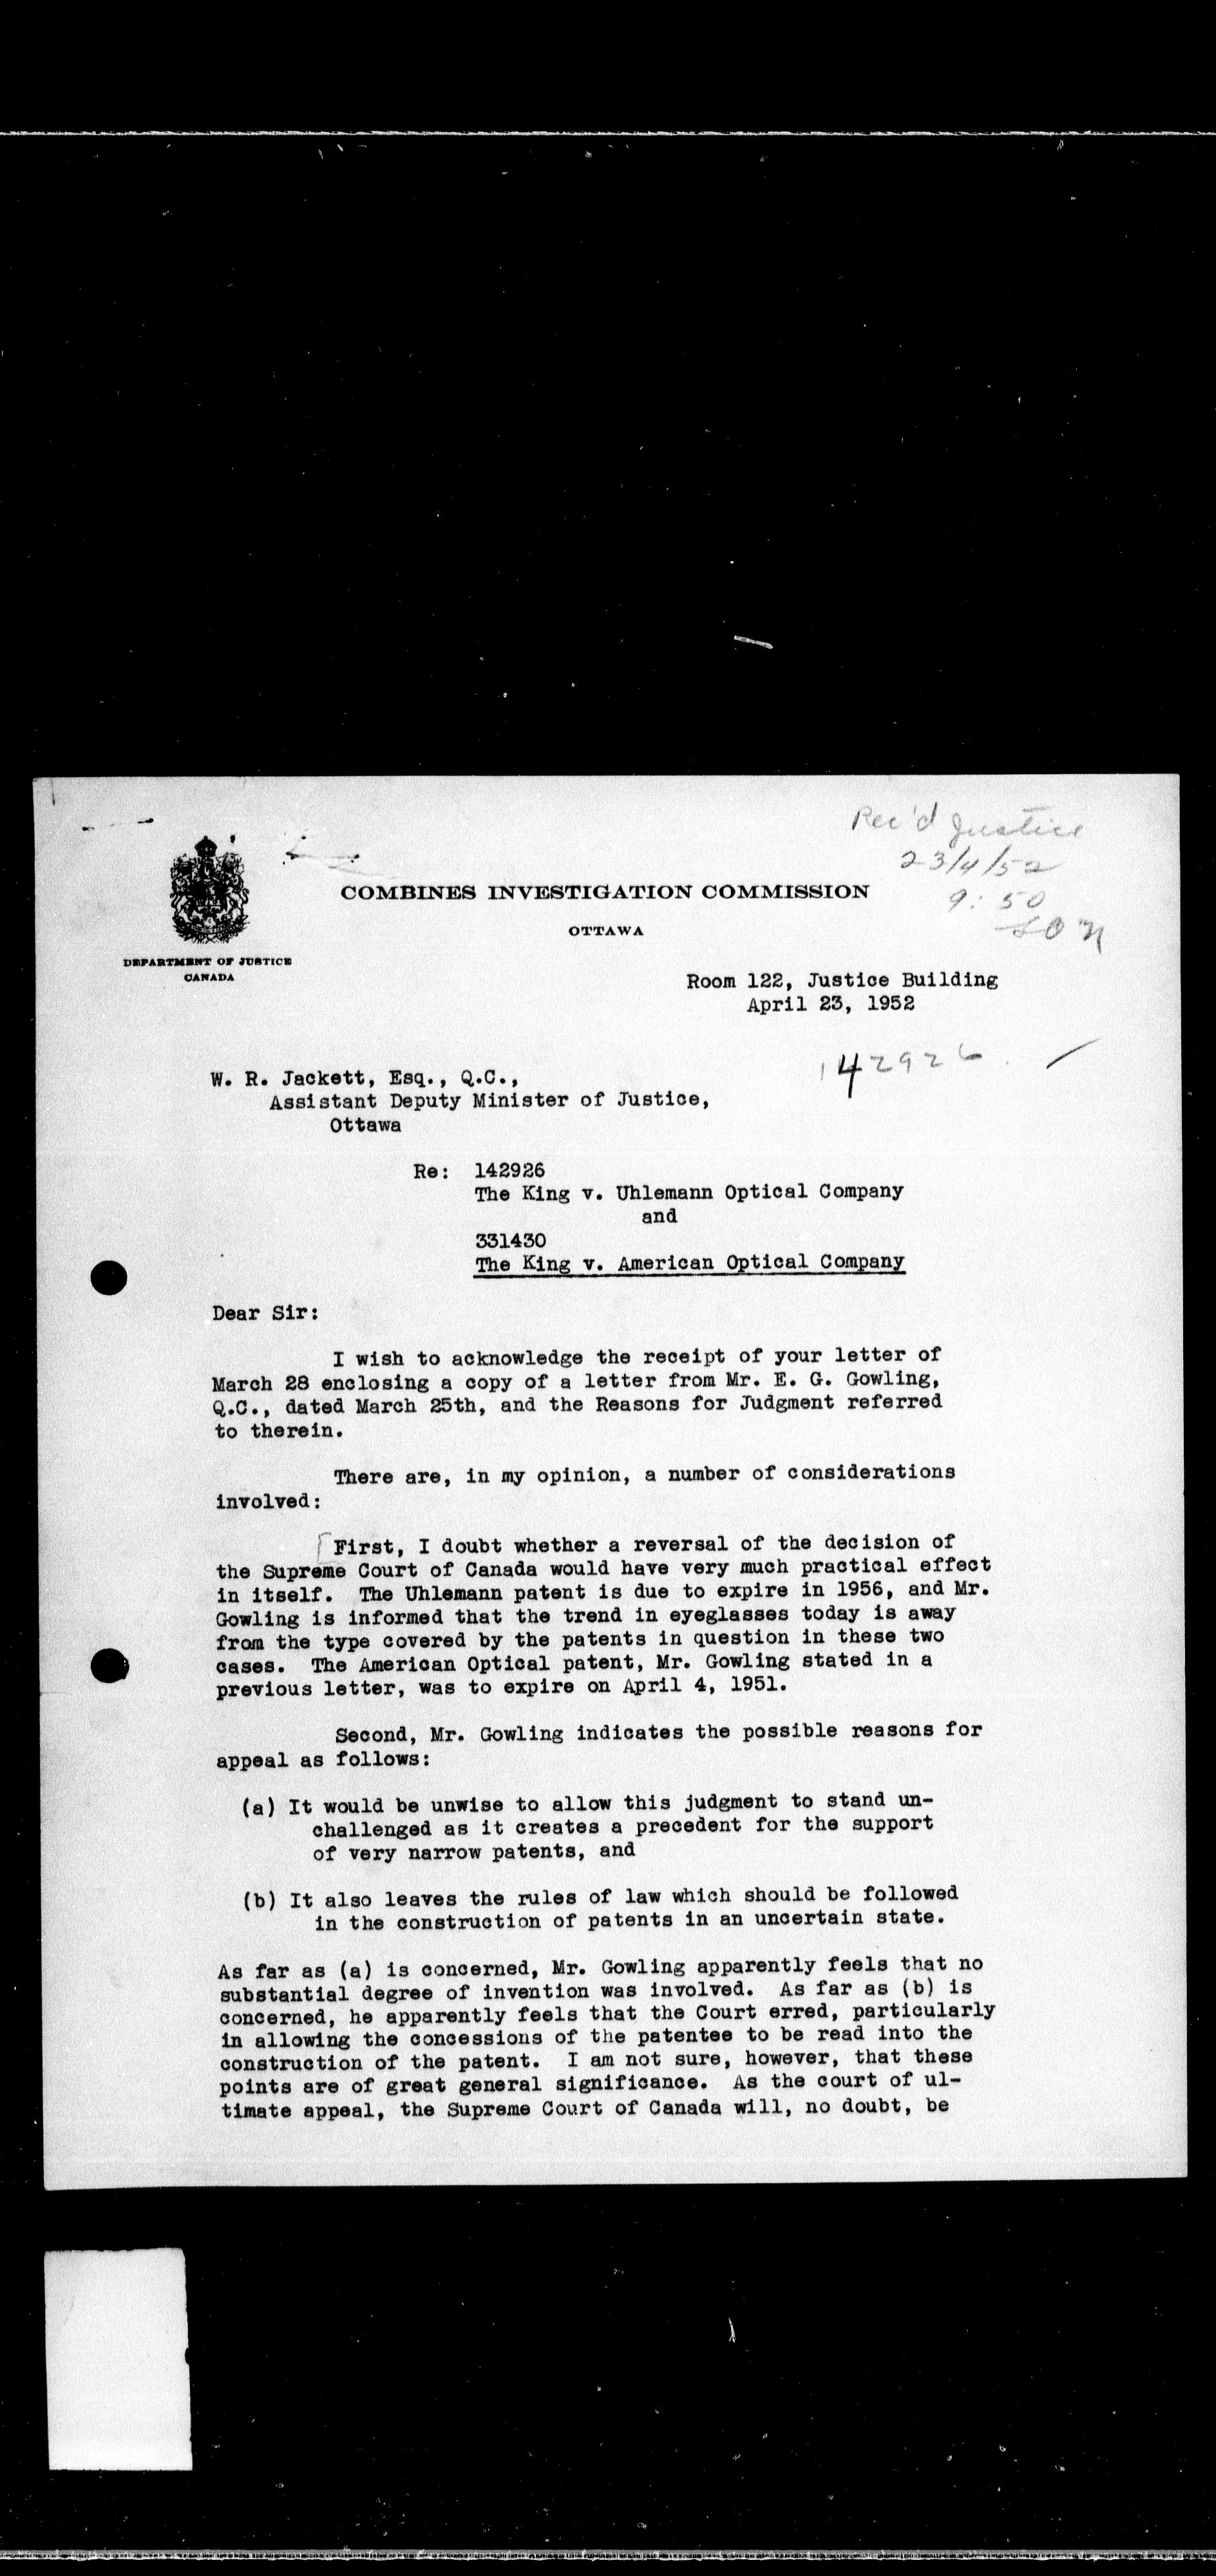 Rec'd Justice
23/4/52
9:50
COMBINES INVESTIGATION COMMISSION
OTTAWA
DEPARTMENT OF JUSTICE
CANADA
Room 122, Justice Building
April 23, 1952
142926
W. R. Jackett, Esq., Q.C.,
Assistant Deputy Minister of Justice,
Ottawa
Re: 142926
The King v. Uhlemann Optical Company
and
331430
The King v. American Optical Company
Dear Sir:
I wish to acknowledge the receipt of your letter of
March 28 enclosing a copy of a letter from Mr. E. G. Gowling,
Q.C., dated March 25th, and the Reasons for Judgment referred
to therein.
There are, in my opinion, a number of considerations
involved:
First, I doubt whether a reversal of the decision of
the Supreme Court of Canada would have very much practical effect
in itself. The Uhlemann patent is due to expire in 1956, and Mr.
Gowling is informed that the trend in eyeglasses today is away
from the type covered by the patents in question in these two
cases. The American Optical patent, Mr. Gowling stated in a
previous letter, was to expire on April 4, 1951.
Second, Mr. Gowling indicates the possible reasons for
appeal as follows:
(a) It would be unwise to allow this judgment to stand un-
challenged as it creates a precedent for the support
of very narrow patents, and
(b) It also leaves the rules of law which should be followed
in the construction of patents in an uncertain state.
As far as (a) is concerned, Mr. Gowling apparently feels that no
substantial degree of invention was involved. As far as (b) is
concerned, he apparently feels that the Court erred, particularly
in allowing the concessions of the patentee to be read into the
construction of the patent. I am not sure, however, that these
points are of great general significance. As the court of ul-
timate appeal, the Supreme Court of Canada will, no doubt, be